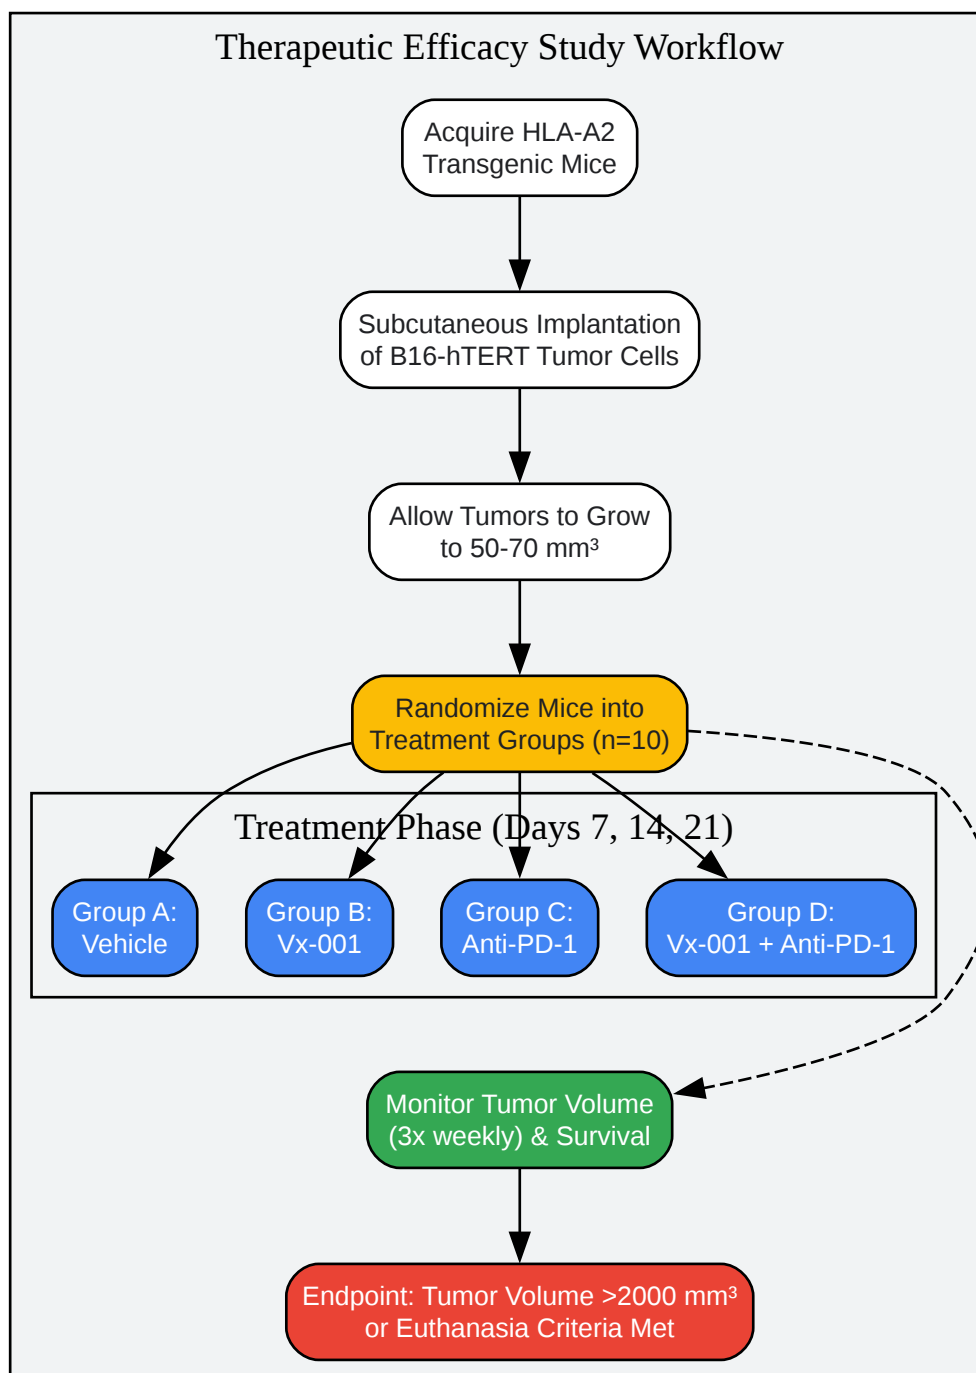 Therapeutic Efficacy Study Workflow
Acquire HLA-A2
Transgenic Mice
Subcutaneous Implantation
of B16-hTERT Tumor Cells
Allow Tumors to Grow
to 50-70 mm³
Randomize Mice into
Treatment Groups (n=10)
Treatment Phase (Days 7, 14, 21)
Group A:
Vehicle
Group B:
Vx-001
Group C:
Anti-PD-1
Group D:
Vx-001 + Anti-PD-1
Monitor Tumor Volume
(3x weekly) & Survival
Endpoint: Tumor Volume >2000 mm³
or Euthanasia Criteria Met